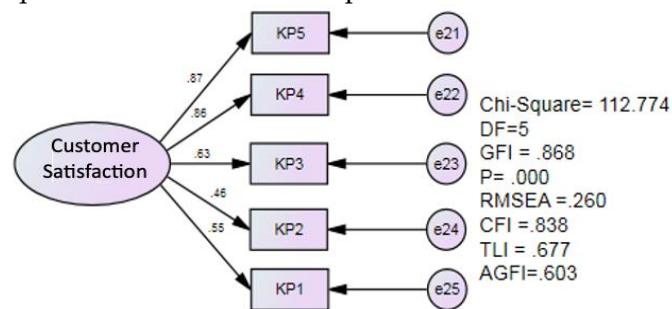 KP5
e21
.87
KP4
e22
.86
Chi-Square= 112.774
DF=5
Customer
Satisfaction
.63
KP3
e23
GFI = .868
P= .000
RMSEA =.260
.46
KP2
e24
CFI =.838
TLI = .677
AGFI=.603
.55
KP1
e25